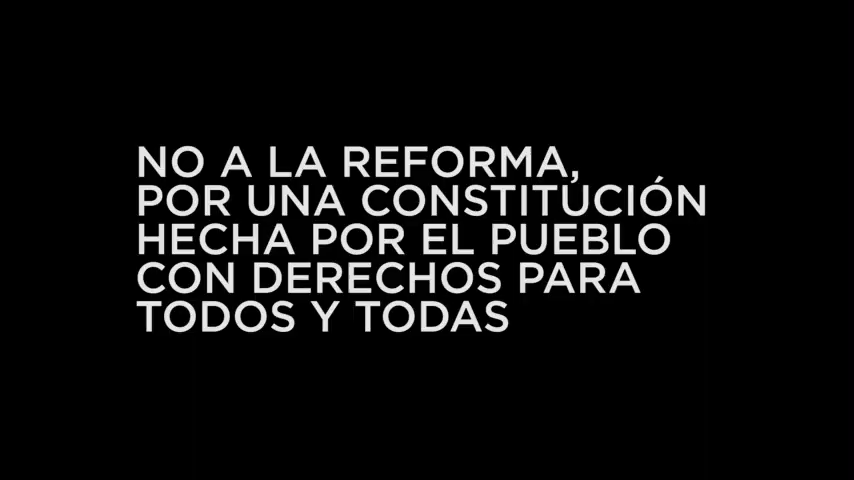 NO A LA REFORMA,
POR UNA CONSTITUCIÓN
HECHA POR EL PUEBLO
CON DERECHOS PARA
TODOS Y TODAS